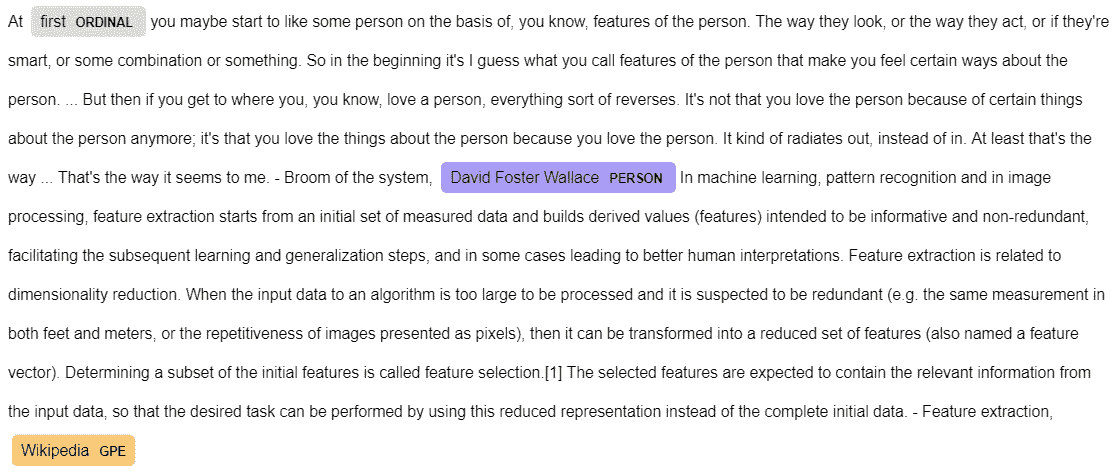 At first ORDINAL you maybe start to like some person on the basis of, you know, features of the person. The way they look, or the way they act, or if they're
smart, or some combination or something. So in the beginning it's I guess what you call features of the person that make you feel certain ways about the
person. ... But then if you get to where you, you know, love a person, everything sort of reverses. It's not that you love the person because of certain things
about the person anymore; it's that you love the things about the person because you love the person. It kind of radiates out, instead of in. At least that's the
way ... That's the way it seems to me. - Broom of the system, David Foster Wallace PERSON In machine learning, pattern recognition and in image
processing, feature extraction starts from an initial set of measured data and builds derived values (features) intended to be informative and non-redundant,
facilitating the subsequent learning and generalization steps, and in some cases leading to better human interpretations. Feature extraction is related to
dimensionality reduction. When the input data to an algorithm is too large to be processed and it is suspected to be redundant (e.g. the same measurement in
both feet and meters, or the repetitiveness of images presented as pixels), then it can be transformed into a reduced set of features (also named a feature
vector). Determining a subset of the initial features is called feature selection.[1] The selected features are expected to contain the relevant information from
the input data, so that the desired task can be performed by using this reduced representation instead of the complete initial data. - Feature extraction,
Wikipedia GPE